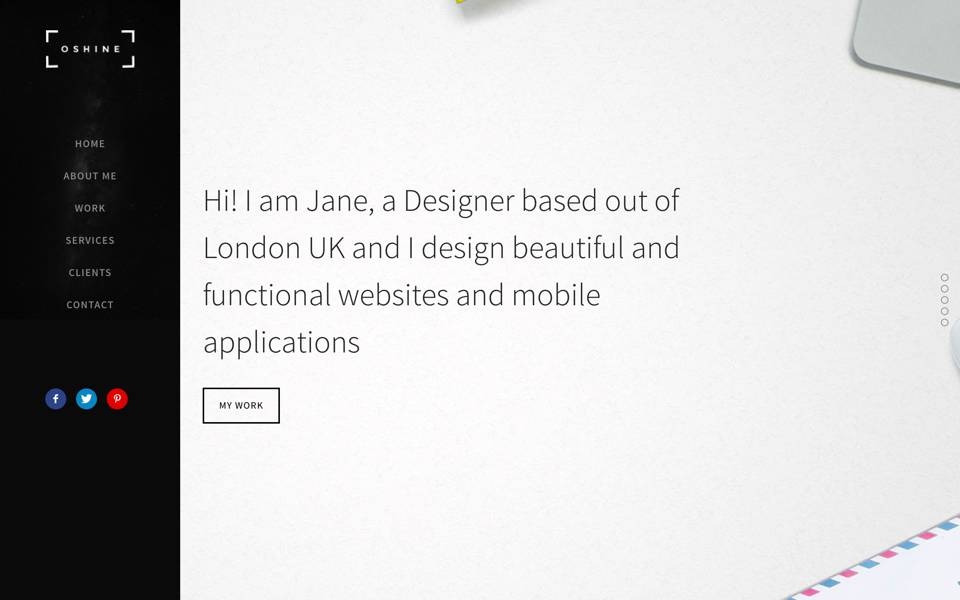 OSHINE
HOME
ABOUT ME
WORK
SERVICES
CLIENTS
CONTACT
Hi! I am Jane, a Designer based out of
London UK and I design beautiful and
functional websites and mobile
applications
MY WORK